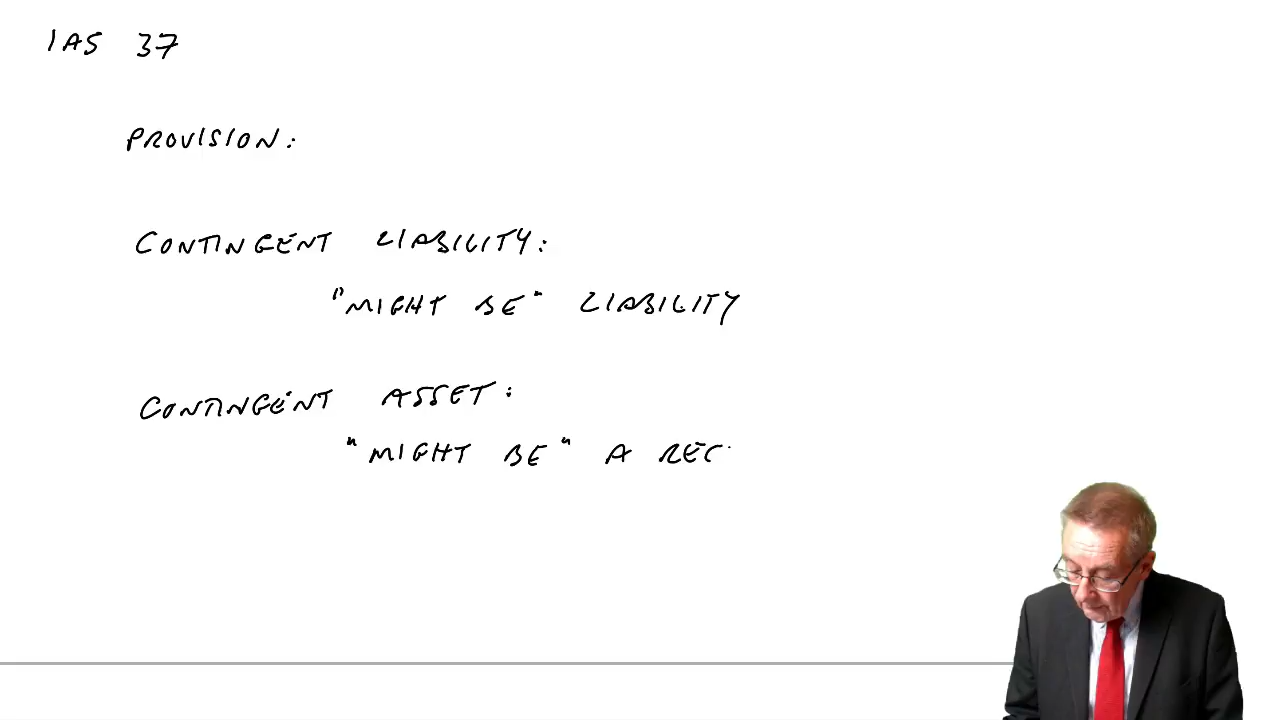 IAS 37
PROVISION:
CONTINGENT LIABILITY:
"MIGHT BE" LIABILITY
CONTINGENT ASSET:
"MIGHT BE" A REC